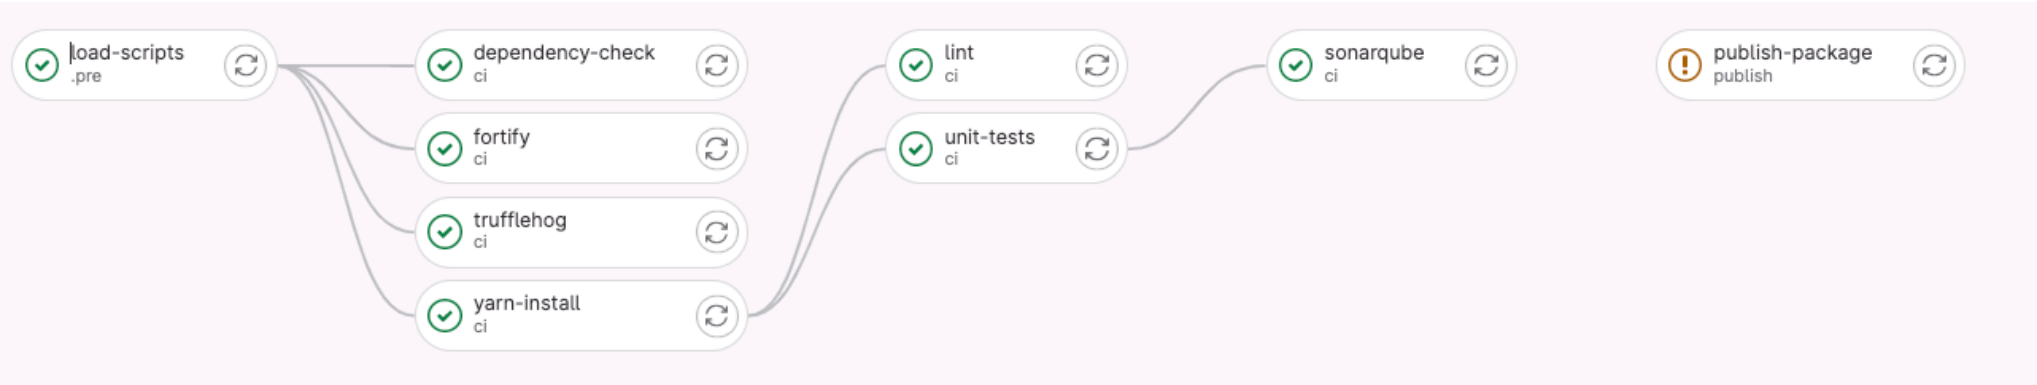 load-scripts
.pre
dependency-check
ci
fortify
ci
trufflehog
ci
yarn-install
ci
lint
ci
unit-tests
ci
sonarqube
ci
publish-package
publish